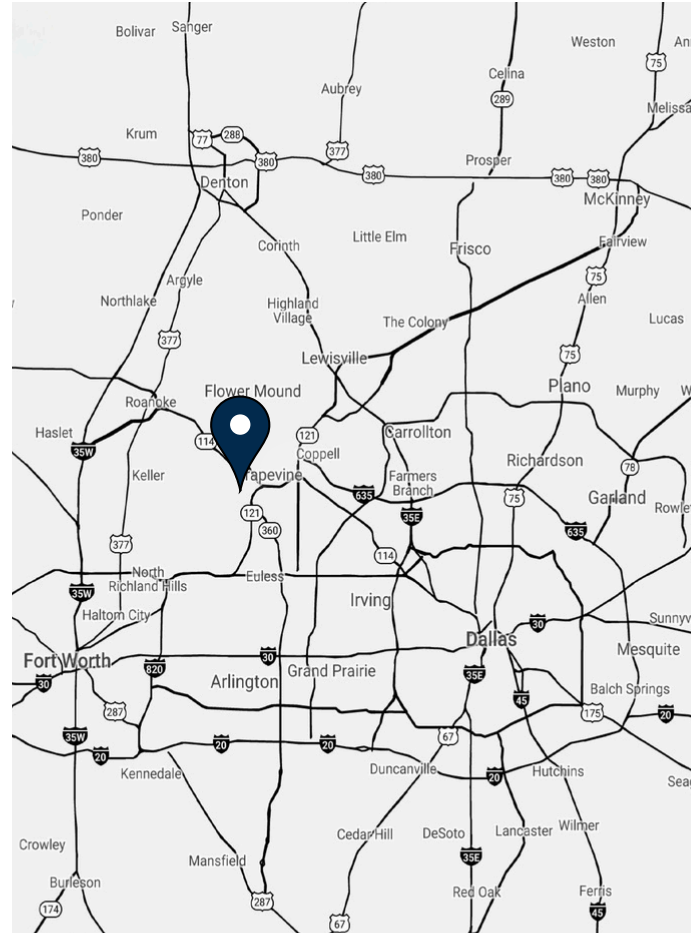 Bolivar
Sanger
Weston
75
Celina
289
Aubrey
Melissa
Krum
77
288
377
380
380
380
Prosper
380
380
Denton
McKinney
Ponder
Corinth
Little Elm
Frisco
Fairview
75
Argyle
Northlake
Highland
Village
Allen
Lucas
The Colony
377
Lewisville
75
Plano
Murphy
W
Flower Mound
Roanoke
Haslet
114
121
Carrollton
35W
Coppell
Richardson
78
Keller
rapevine
Farmers
Branch
635
75
Garland
Rowlet
121
35E
360
635
377
114
North
Richland Hills
Euless
35W
Irving
Haltom City
Dallas
30
Sunnyv
Mesquite
Fort Worth
820
30
Grand Prairie
35E
Arlington
30
45
Balch Springs
287
175
20
35W
67
20
20
20
Kennedale
Duncanville
20
Hutchins
Seag
Crowley
Mansfield
Cedar Hill
DeSoto
Lancaster
Wilmer
35E
Burleson
287
Red Oak
Ferris
174
67
45